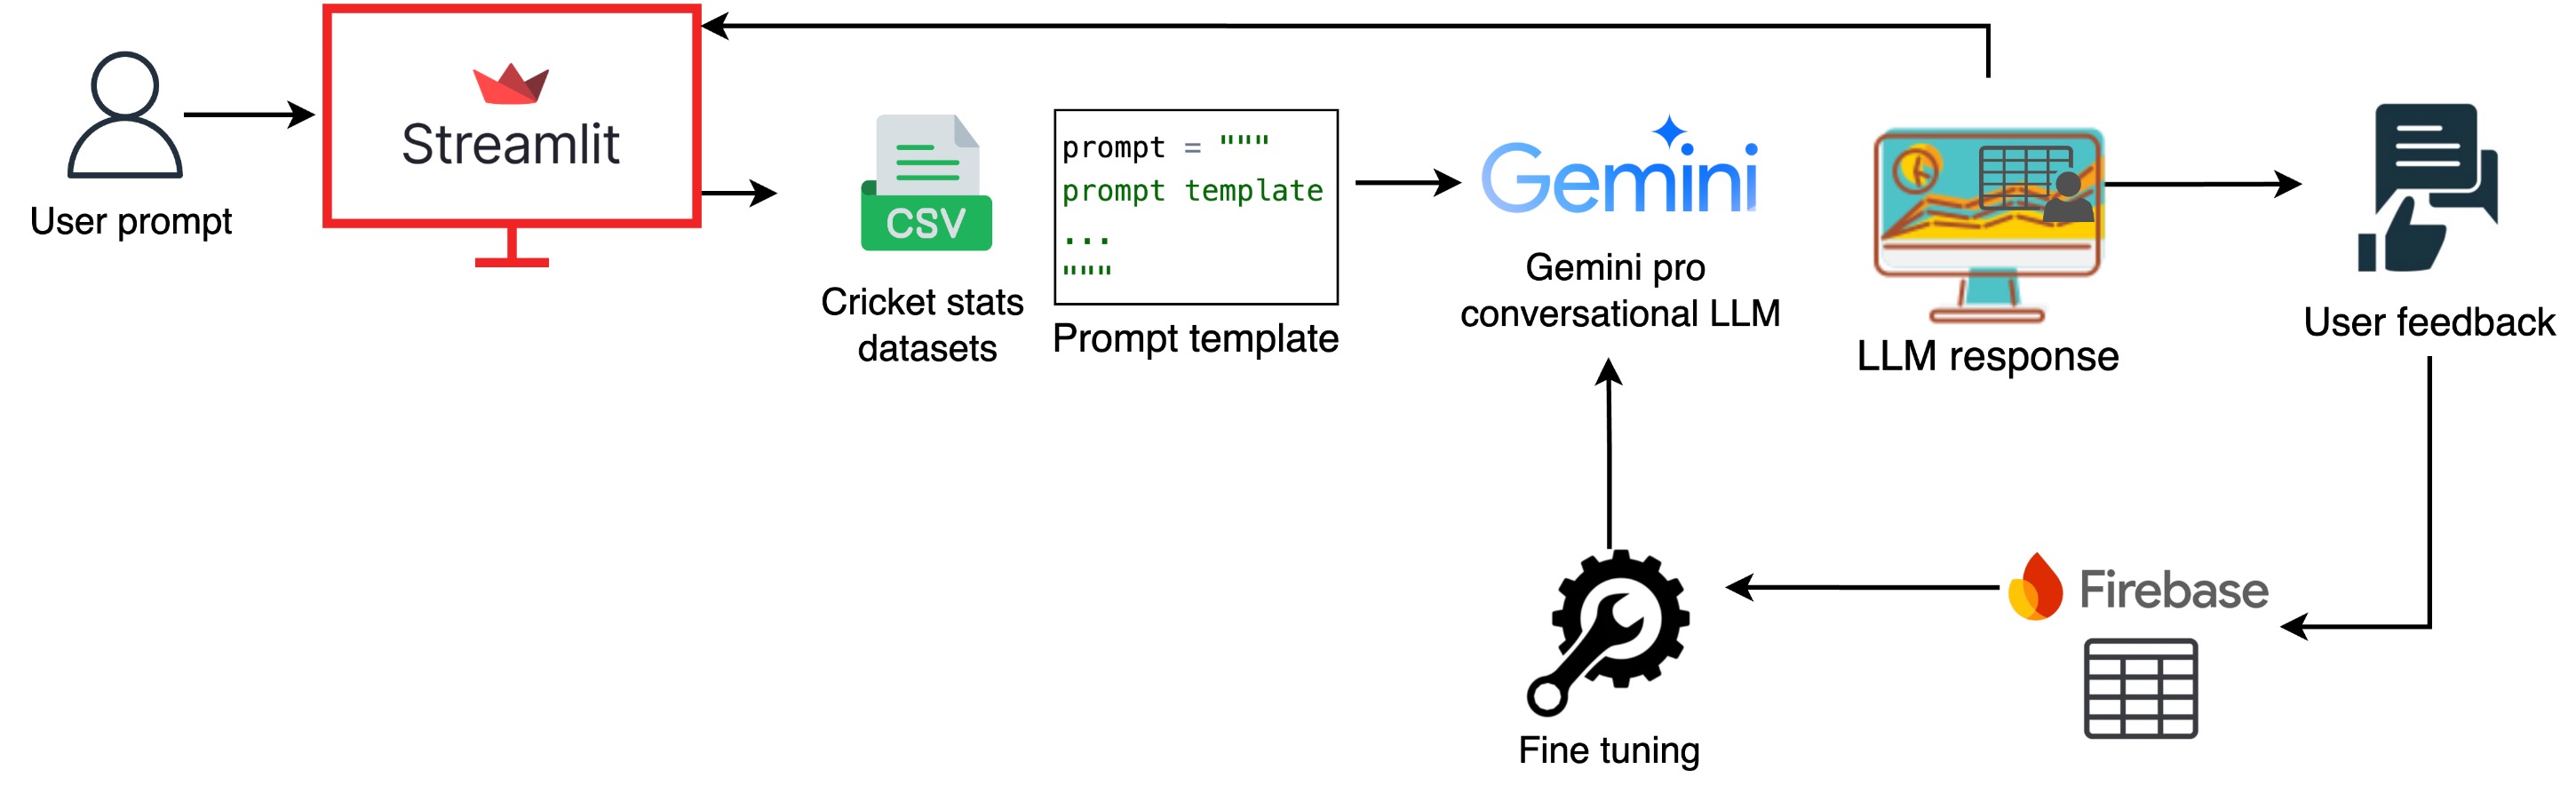 User prompt
Streamlit
CSV
Cricket stats
datasets
prompt = """
prompt template
...
"""
Prompt template
Gemini
Gemini pro
conversational LLM
LLM response
User feedback
Firebase
Fine tuning